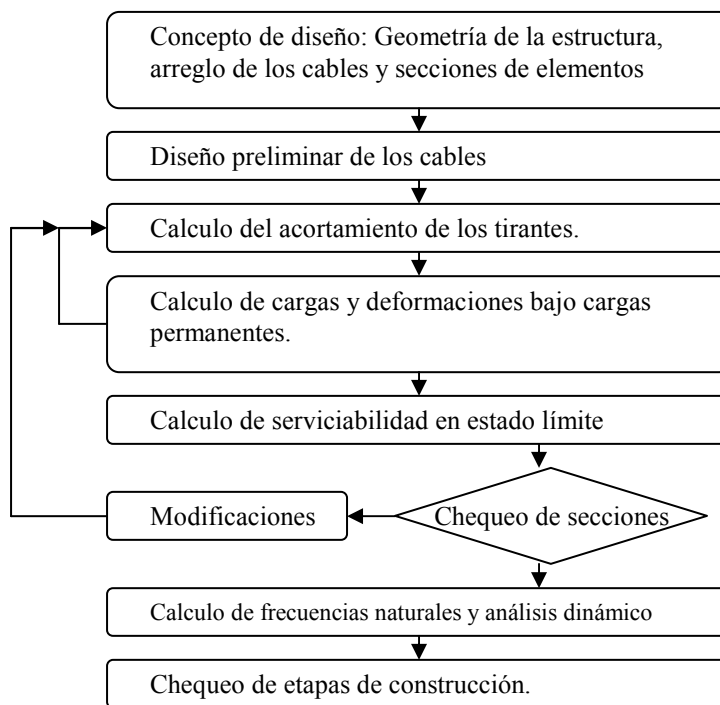 Concepto de diseño: Geometría de la estructura,
arreglo de los cables y secciones de elementos
Diseño preliminar de los cables
Calculo del acortamiento de los tirantes.
Calculo de cargas y deformaciones bajo cargas
permanentes.
Calculo de serviciabilidad en estado límite
Modificaciones
Chequeo de secciones
Calculo de frecuencias naturales y análisis dinámico
Chequeo de etapas de construcción.